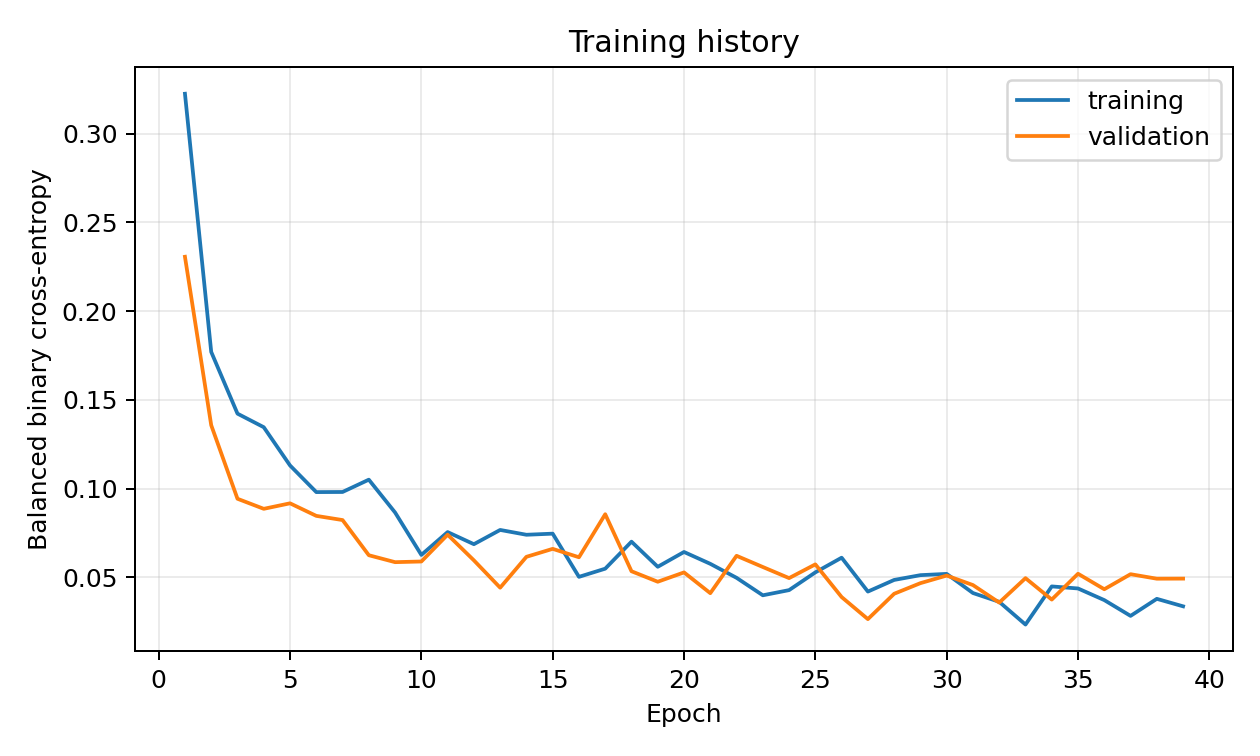 Training history
training
validation
Balanced binary cross-entropy
0.30
0.25
0.20
0.15
0.10
0.05
0 5 10 15 20 25 30 35 40
Epoch